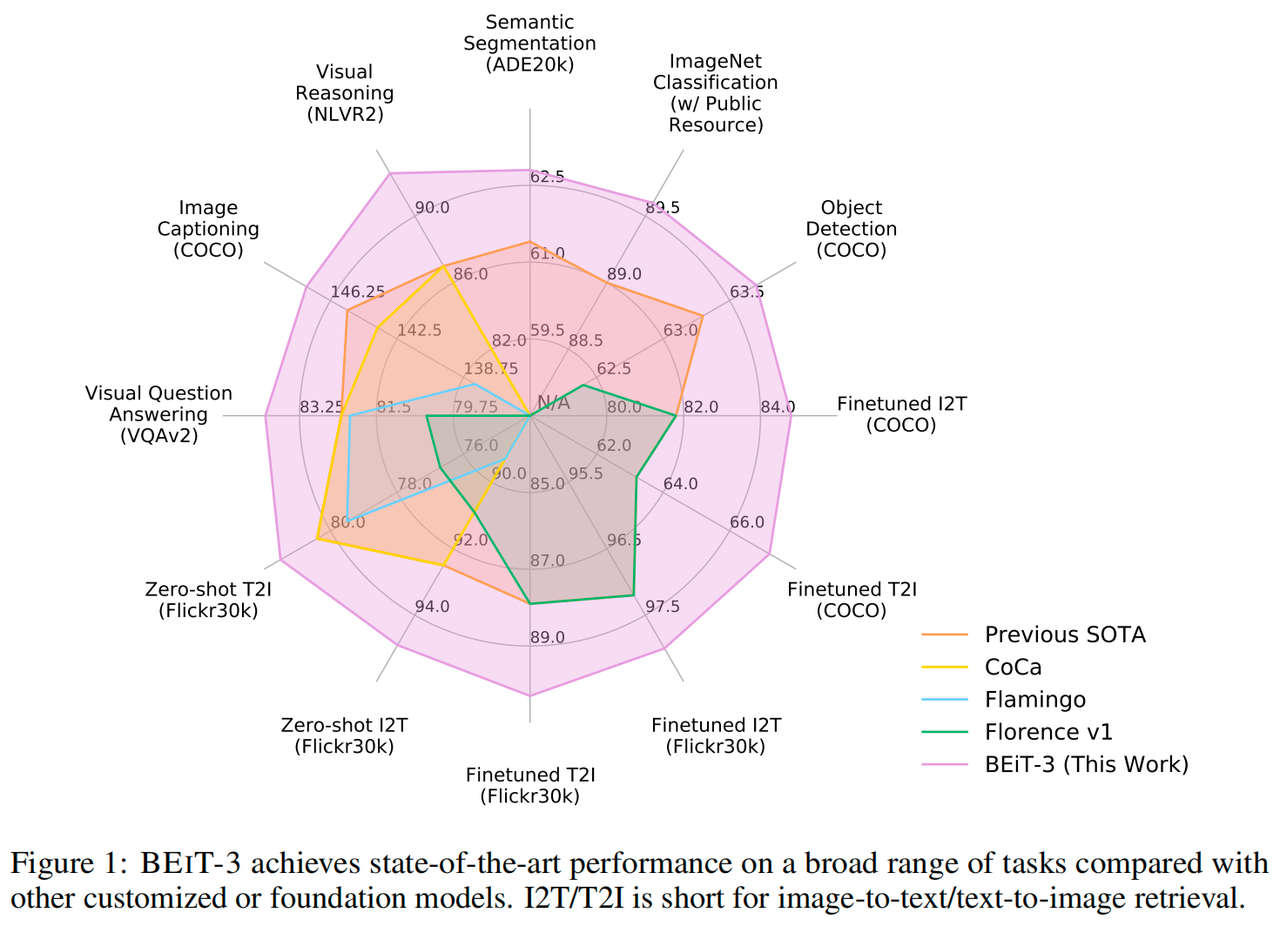 Semantic
Segmentation
(ADE20k)
ImageNet
Classification
(w/ Public
Resource)
Visual
Reasoning
(NLVR2)
Object
Detection
(COCO)
Image
Captioning
(COCO)
62.5
90.0
89.5
61.0
86.0
89.0
146.25
63.5
142.5
59.5
63.0
82.0
88.5
138.75
62.5
Visual Question
Answering
(VQAv2)
83.25
81.5
79.75
N/A
80.0
82.0
84.0
Finetuned I2T
(COCO)
76.0
62.0
90.0
95.5
78.0
85.0
64.0
80.0
66.0
92.0
96.5
87.0
94.0
97.5
89.0
Zero-shot T2I
(Flickr30k)
Finetuned T2I
(COCO)
Zero-shot I2T
(Flickr30k)
Finetuned I2T
(Flickr30k)
Finetuned T2I
(Flickr30k)
Previous SOTA
CoCa
Flamingo
Florence v1
BEiT-3 (This Work)
Figure 1: BEIT-3 achieves state-of-the-art performance on a broad range of tasks compared with
other customized or foundation models. I2T/T2I is short for image-to-text/text-to-image retrieval.